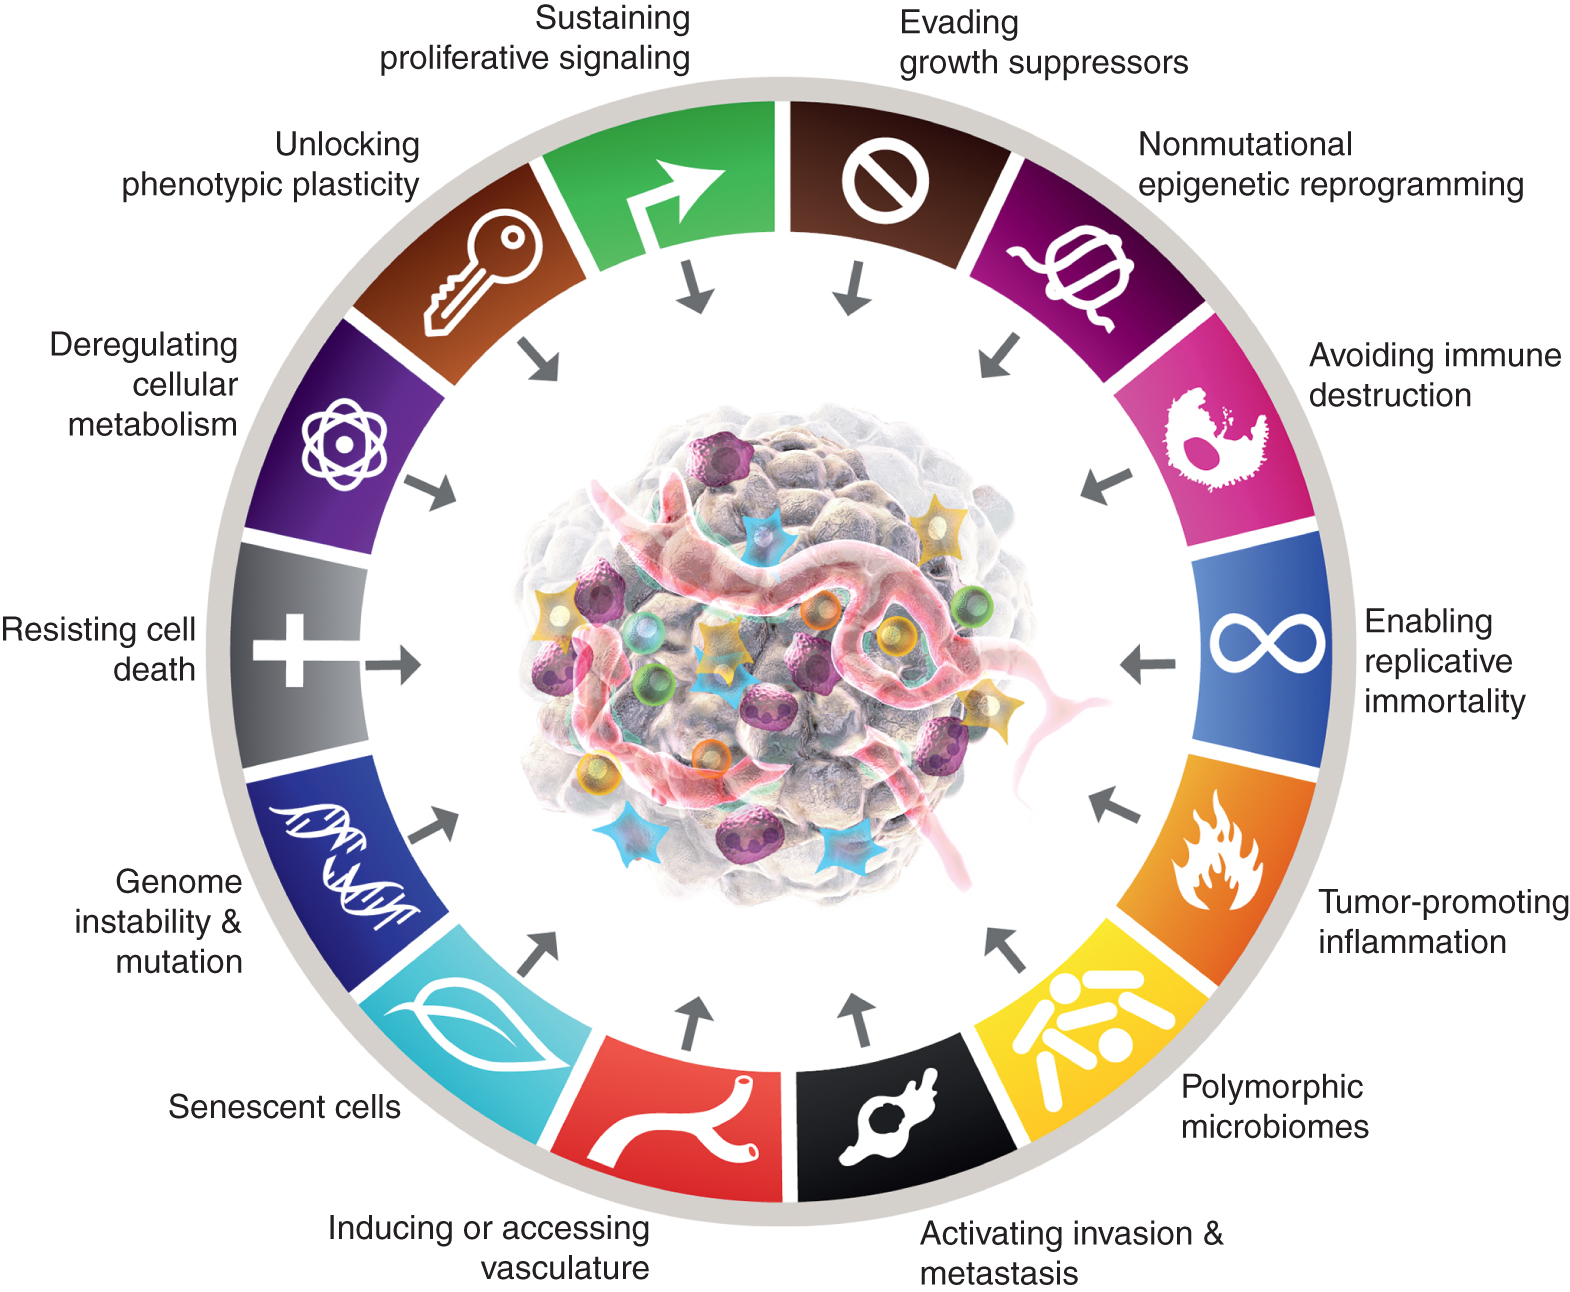 Sustaining
proliferative signaling
Evading
growth suppressors
Nonmutational
epigenetic reprogramming
Avoiding immune
destruction
Enabling
replicative
immortality
Tumor-promoting
inflammation
Polymorphic
microbiomes
Activating invasion &
metastasis
Inducing or accessing
vasculature
Senescent cells
Genome
instability &
mutation
Resisting cell
death
Deregulating
cellular
metabolism
Unlocking
phenotypic plasticity